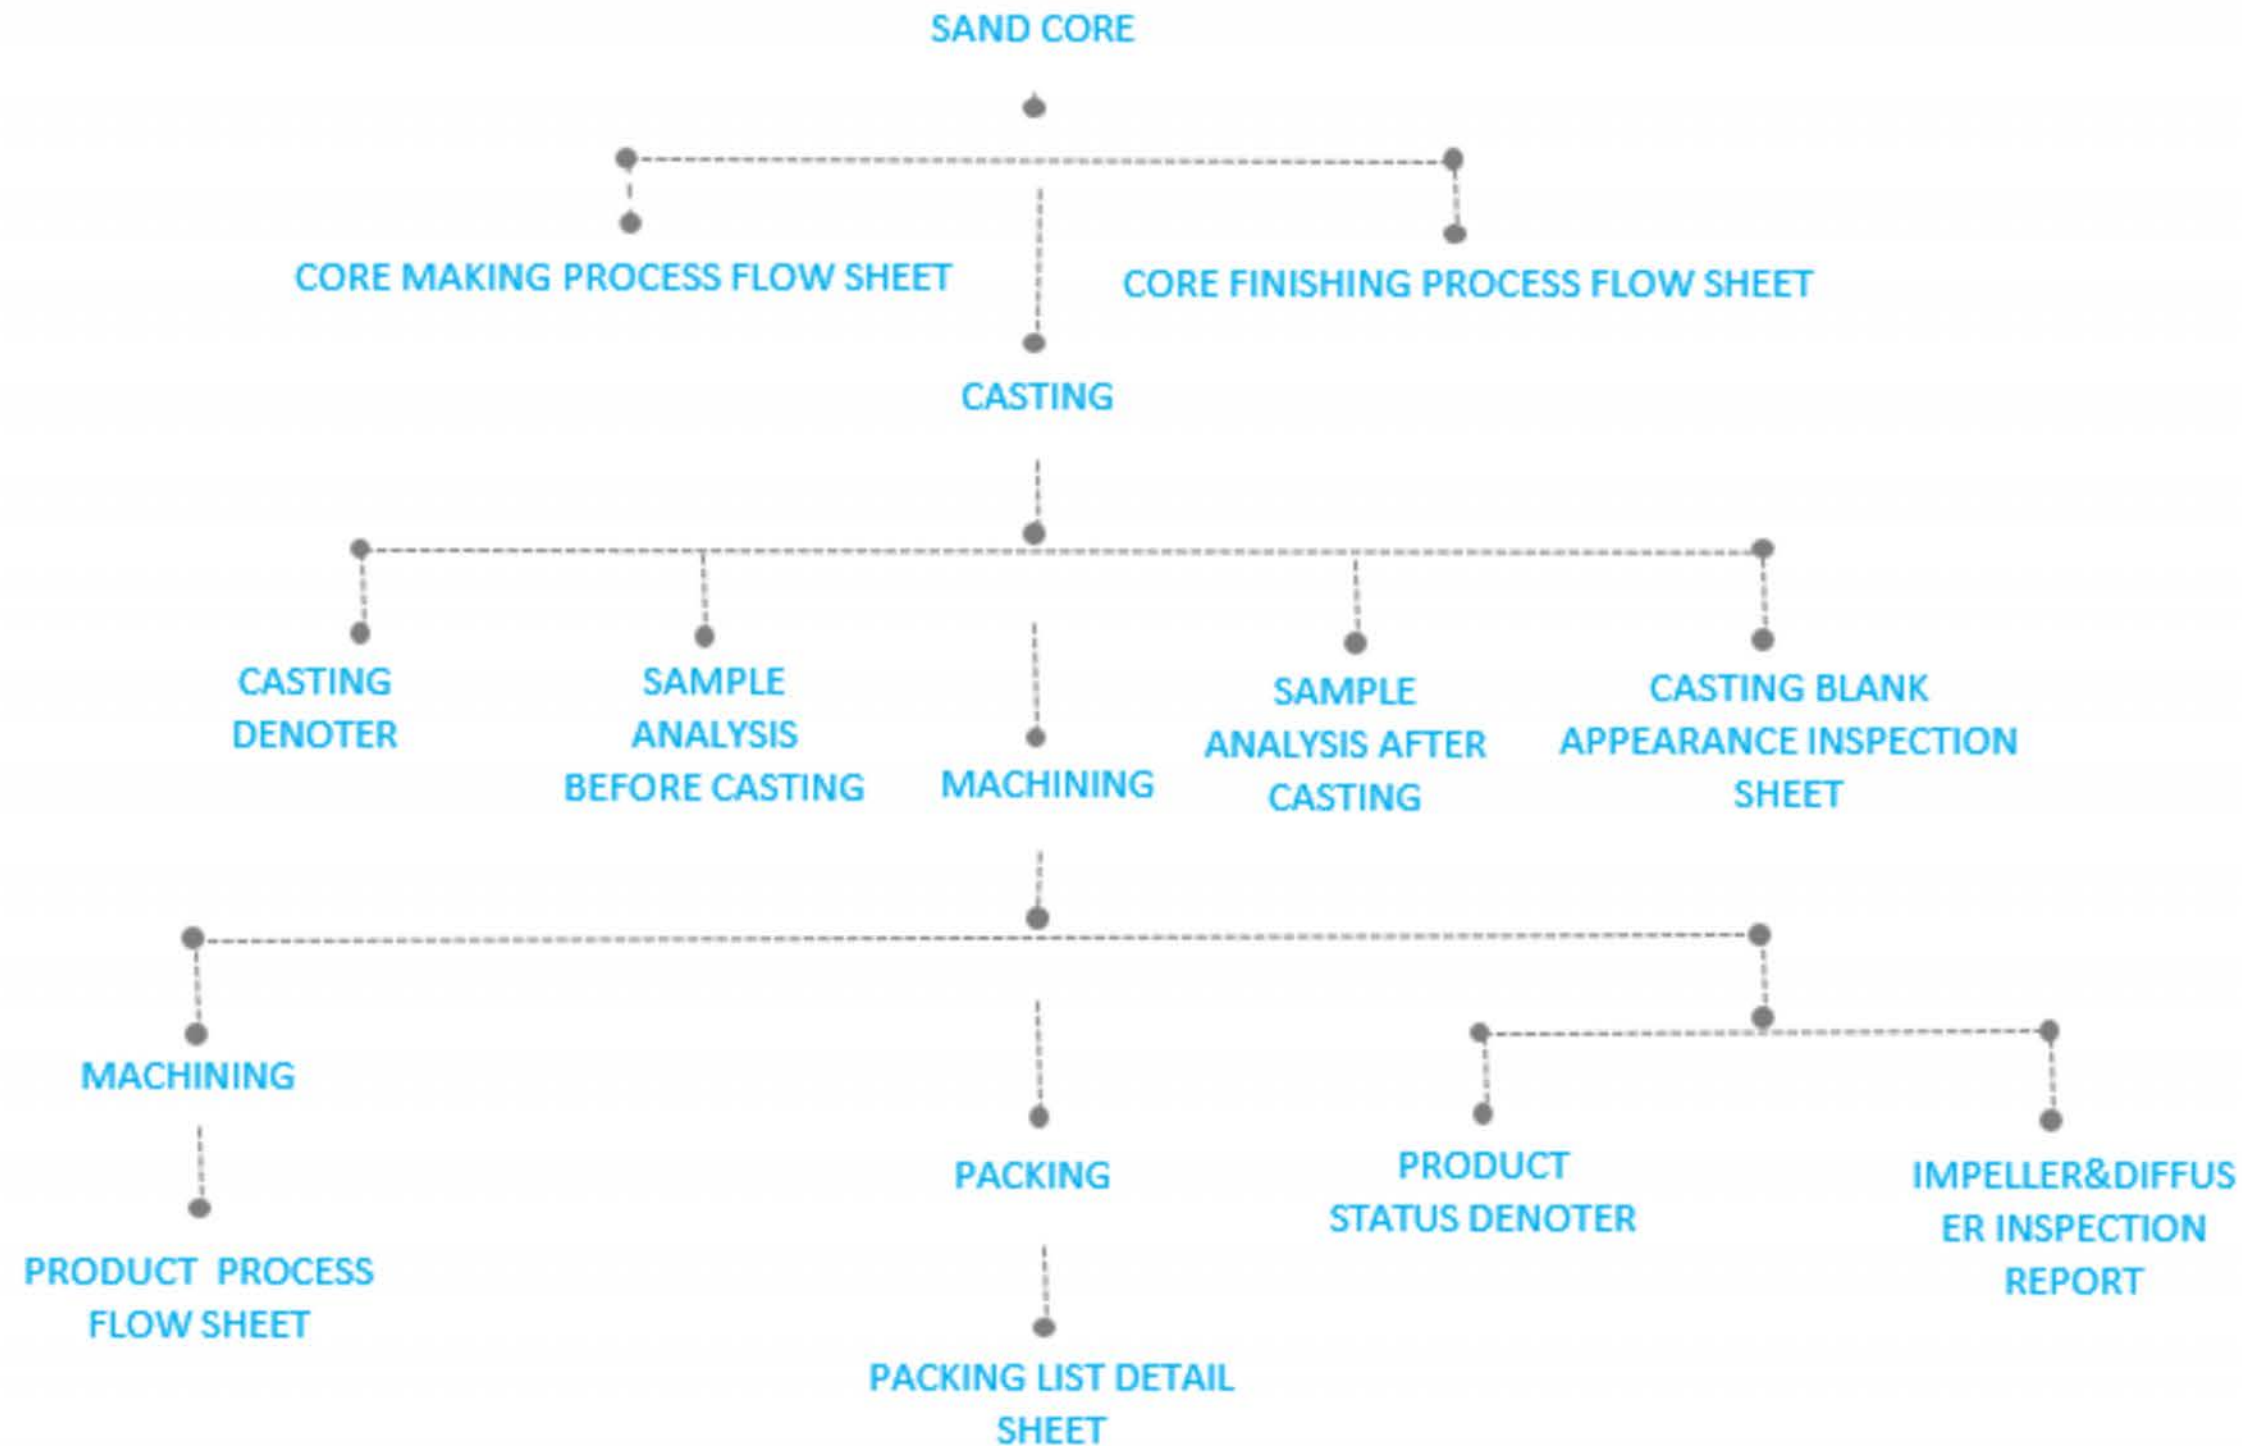 SAND CORE
CORE MAKING PROCESS FLOW SHEET
CORE FINISHING PROCESS FLOW SHEET
CASTING
CASTING
DENOTER
SAMPLE
ANALYSIS
BEFORE CASTING
MACHINING
SAMPLE
ANALYSIS AFTER
CASTING
CASTING BLANK
APPEARANCE INSPECTION
SHEET
MACHINING
PRODUCT PROCESS
FLOW SHEET
PACKING
PACKING LIST DETAIL
SHEET
PRODUCT
STATUS DENOTER
IMPELLER&DIFFUS
ER INSPECTION
REPORT